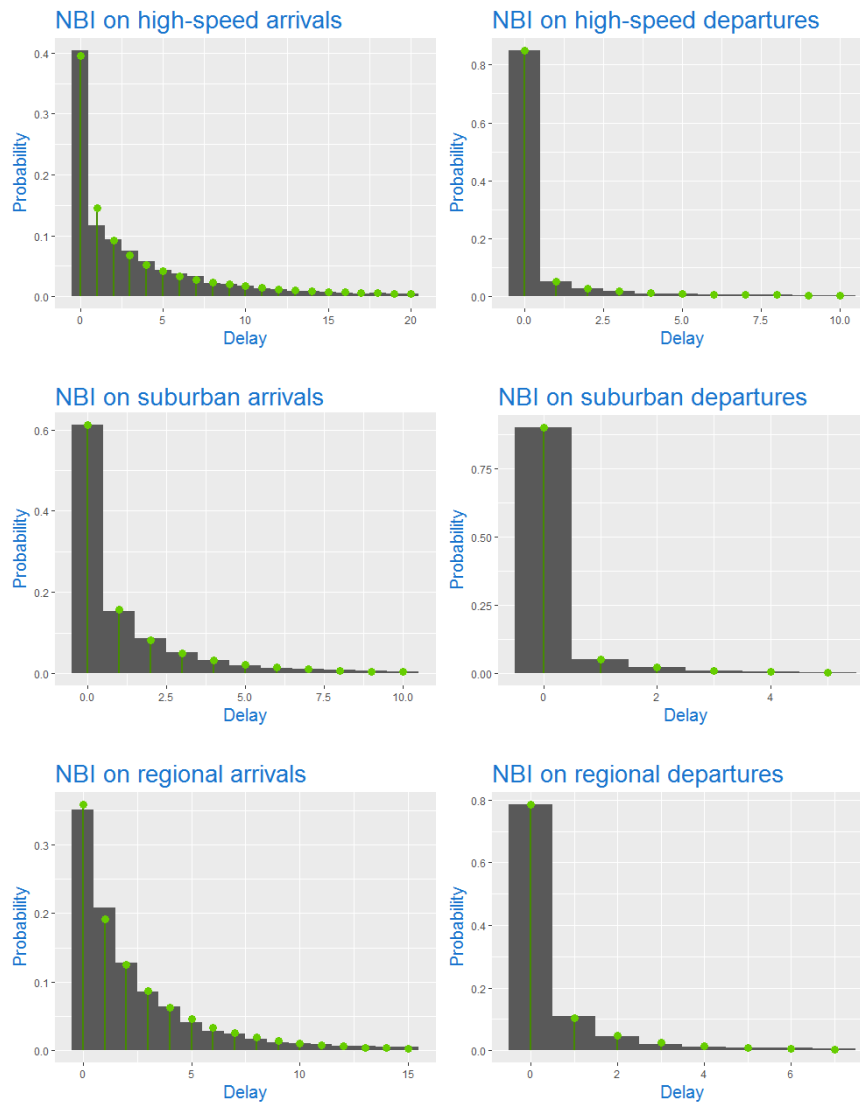 NBI on high-speed arrivals
Probability
0.4
0.3
0.2
0.1
0.0
0 5 10 15 20
Delay
NBI on high-speed departures
Probability
0.8
0.6
0.4
0.2
0.0
0.0 2.5 5.0 7.5 10.0
Delay
NBI on suburban arrivals
Probability
0.6
0.4
0.2
0.0
0.0 2.5 5.0 7.5 10.0
Delay
NBI on suburban departures
Probability
0.75
0.50
0.25
0.00
0 2 4
Delay
NBI on regional arrivals
Probability
0.3
0.2
0.1
0.0
0 5 10 15
Delay
NBI on regional departures
Probability
0.8
0.6
0.4
0.2
0.0
0 2 4 6
Delay